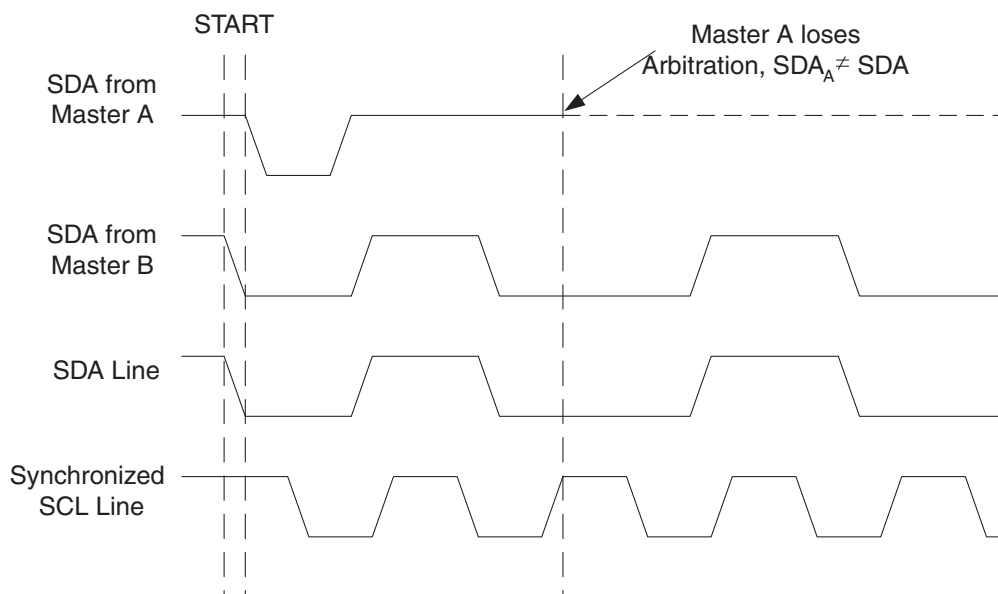 START
Master A loses
Arbitration, SDA_A ≠ SDA
SDA from
Master A
SDA from
Master B
SDA Line
Synchronized
SCL Line